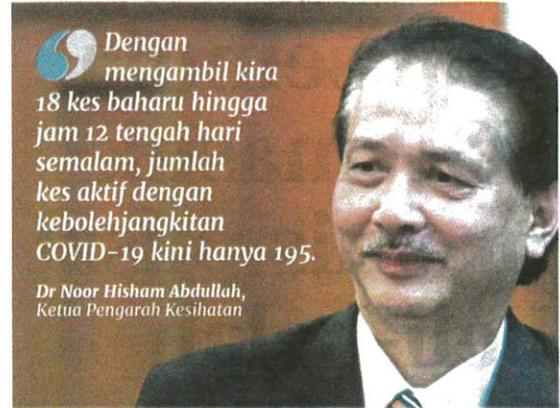 Dengan
mengambil kira
18 kes baharu hingga
jam 12 tengah hari
semalam, jumlah
kes aktif dengan
kebolehjangkitan
COVID-19 kini hanya 195.
Dr Noor Hisham Abdullah,
Ketua Pengarah Kesihatan